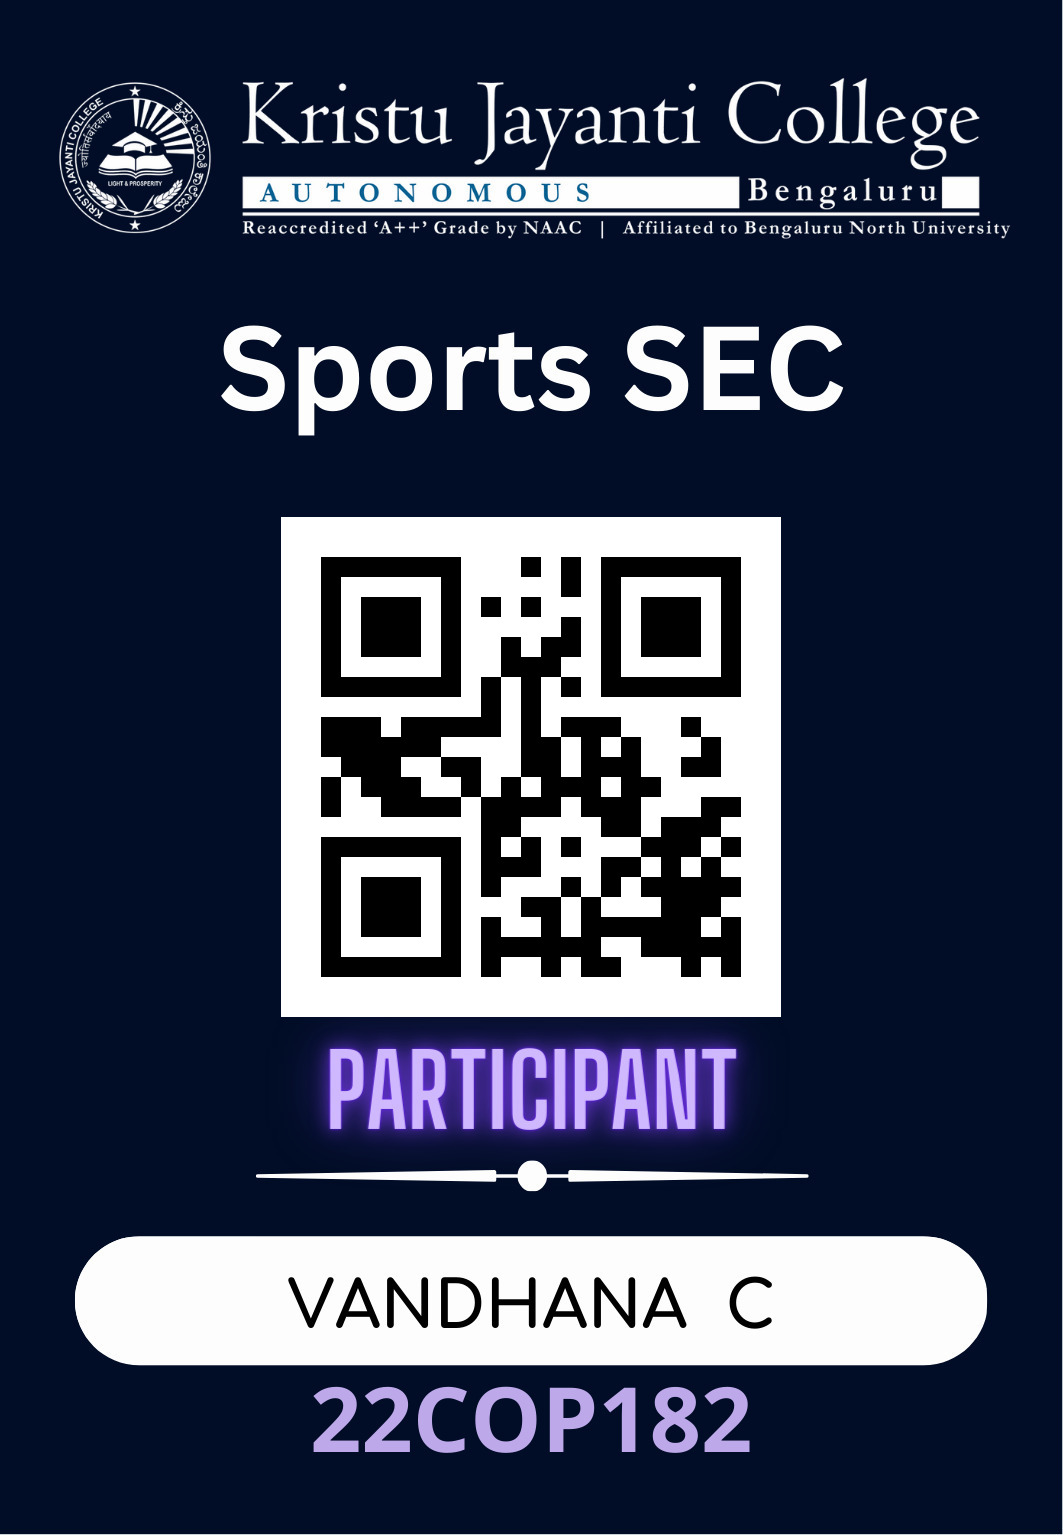 Kristu Jayanti College
AUTONOMOUS Bengaluru
Reaccredited ‘A++’ Grade by NAAC | Affiliated to Bengaluru North University
KRISTU JAYANTI COLLEGE
ಕ್ರಿಸ್ತು ಜಯಂತಿ ಕಾಲೇಜು
LIGHT & PROSPERITY
Sports SEC
PARTICIPANT
VANDHANA C
22COP182